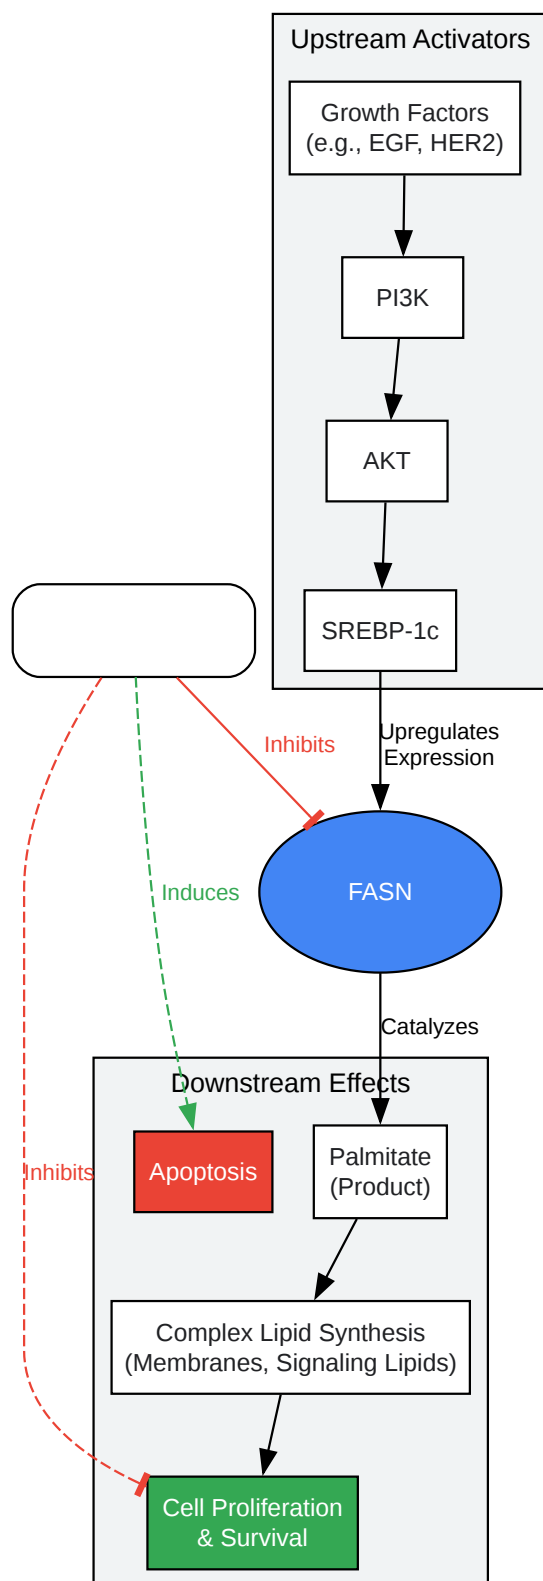 Upstream Activators
Growth Factors
(e.g., EGF, HER2)
PI3K
AKT
SREBP-1c
Inhibits
Upregulates
Expression
FASN
Induces
Catalyzes
Downstream Effects
Inhibits
Apoptosis
Palmitate
(Product)
Complex Lipid Synthesis
(Membranes, Signaling Lipids)
Cell Proliferation
& Survival